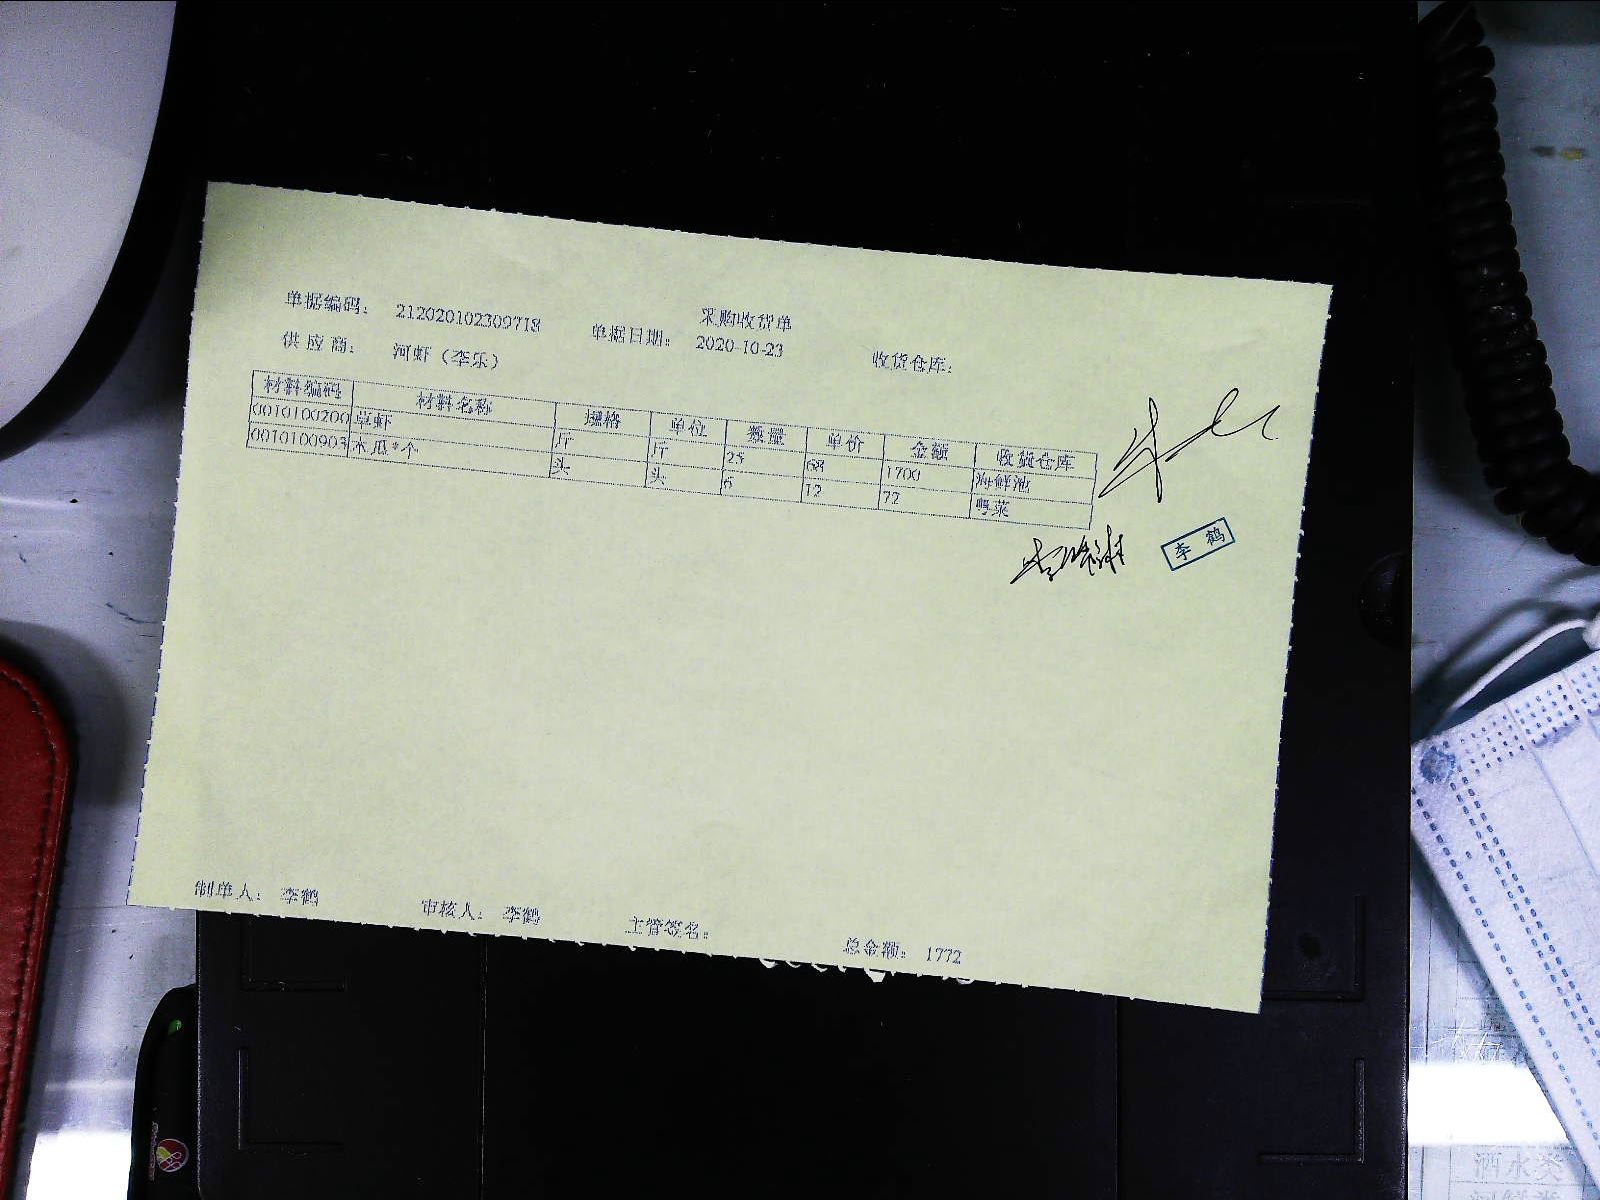 采购收货单
单据编码： 212020102309718 单据日期： 2020-10-23 收货仓库：
供 应 商： 河虾（李乐）
材料编码 材料名称 规格 单位 数量 单价 金额 收货仓库
0010100200 草虾 斤 斤 25 68 1700 海鲜池
0010100903 木瓜*个 头 头 6 12 72 粤菜
李 鹤
制单人： 李鹤 审核人： 李鹤 主管签名： 总金额： 1772
洒水